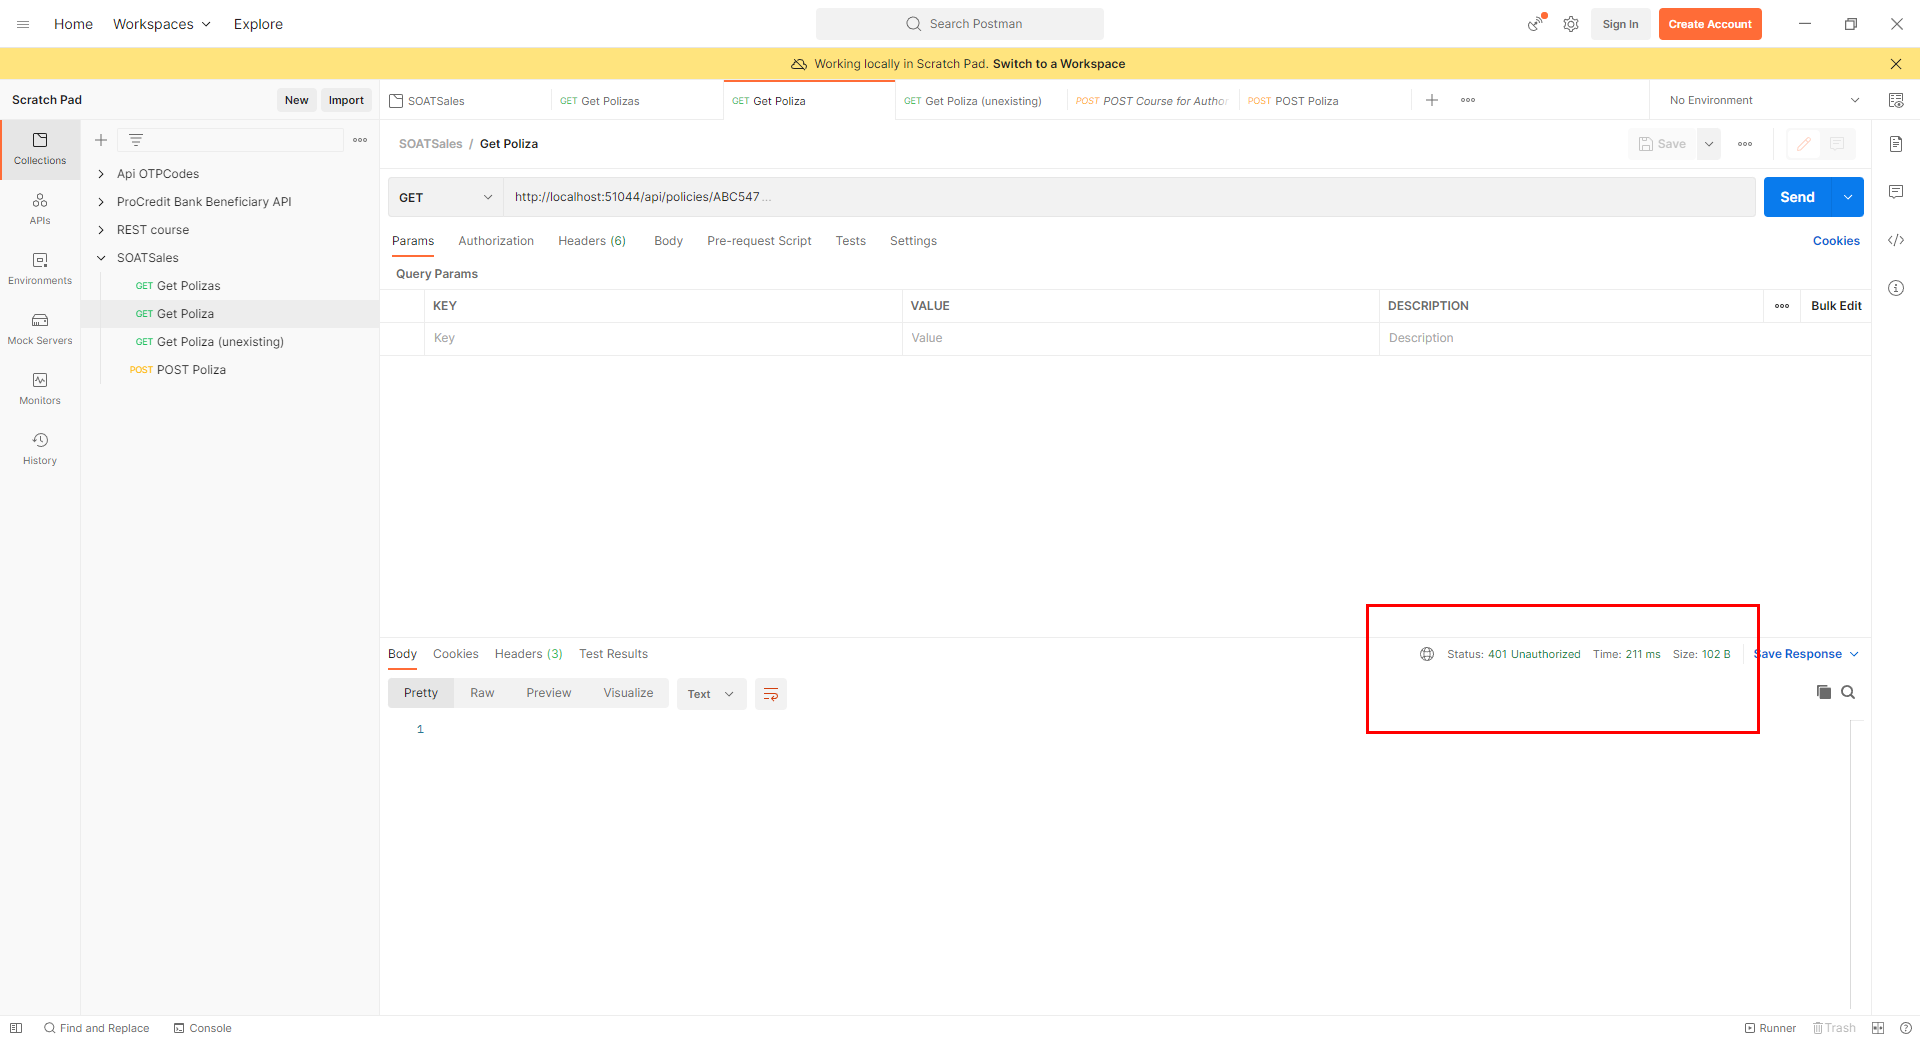 Home Workspaces Explore Search Postman Sign In Create Account
Working locally in Scratch Pad. Switch to a Workspace
Scratch Pad New Import SOATSales GET Get Polizas GET Get Poliza GET Get Poliza (unexisting) POST POST Course for Author POST POST Poliza No Environment
Collections
APIs
Environments
Mock Servers
Monitors
History
Api OTPCodes
ProCredit Bank Beneficiary API
REST course
SOATSales
GET Get Polizas
GET Get Poliza
GET Get Poliza (unexisting)
POST POST Poliza
SOATSales / Get Poliza Save
GET http://localhost:51044/api/policies/ABC547 ... Send
Params Authorization Headers (6) Body Pre-request Script Tests Settings Cookies
Query Params
KEY VALUE DESCRIPTION Bulk Edit
Key Value Description
Body Cookies Headers (3) Test Results Status: 401 Unauthorized Time: 211 ms Size: 102 B Save Response
Pretty Raw Preview Visualize Text
1
Find and Replace Console Runner Trash